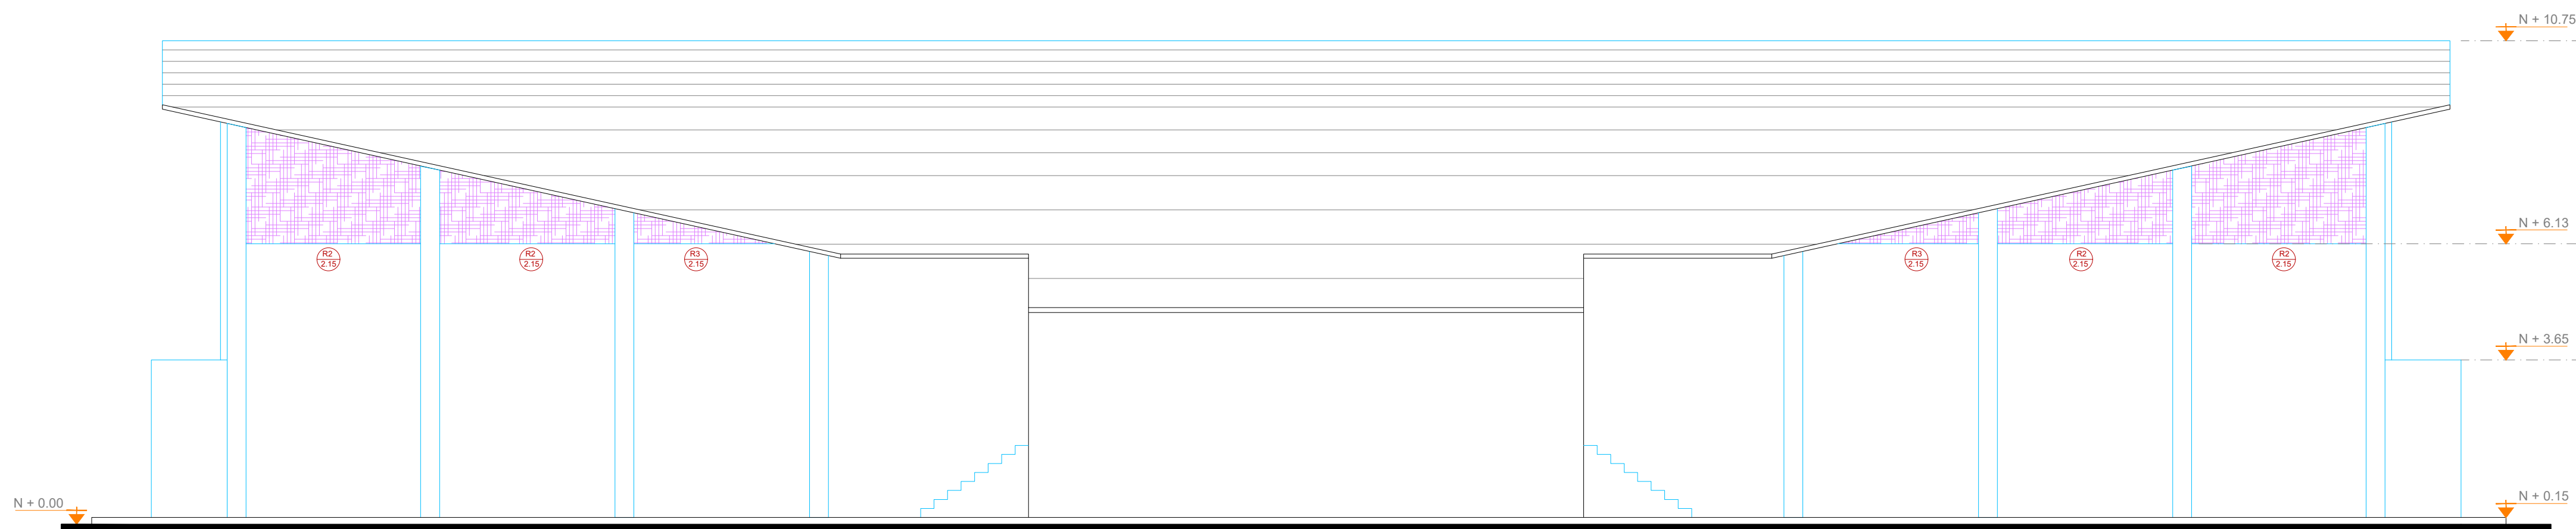 N + 10.75
N + 6.13
R2
2.15
R2
2.15
R3
2.15
R3
2.15
R2
2.15
R2
2.15
N + 3.65
N + 0.00
N + 0.15